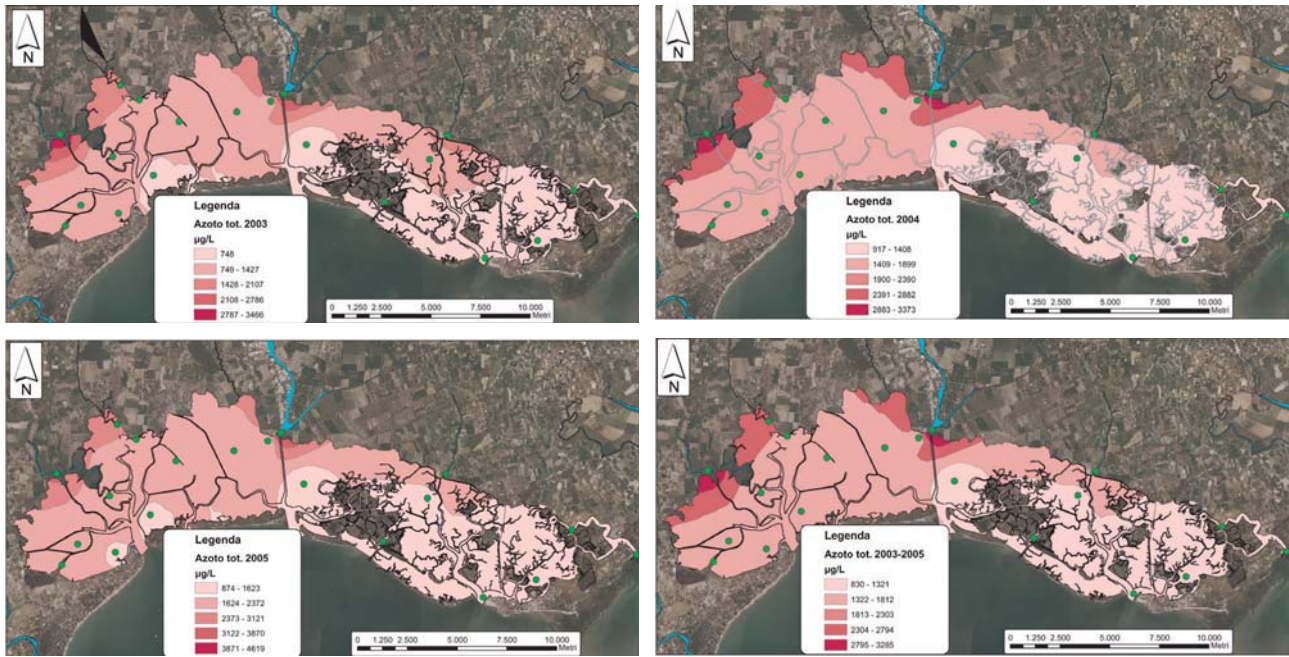 N
Legenda
Azoto tot. 2003
µg/L
748
749 - 1427
1428 - 2107
2108 - 2786
2787 - 3466
0 1.250 2.500 5.000 7.500 10.000
Metri
N
Legenda
Azoto tot. 2004
µg/L
917 - 1408
1409 - 1899
1900 - 2390
2391 - 2882
2883 - 3373
0 1.250 2.500 5.000 7.500 10.000
Metri
N
Legenda
Azoto tot. 2005
µg/L
874 - 1623
1624 - 2372
2373 - 3121
3122 - 3870
3871 - 4619
0 1.250 2.500 5.000 7.500 10.000
Metri
N
Legenda
Azoto tot. 2003-2005
µg/L
830 - 1321
1322 - 1812
1813 - 2303
2304 - 2794
2795 - 3285
0 1.250 2.500 5.000 7.500 10.000
Metri